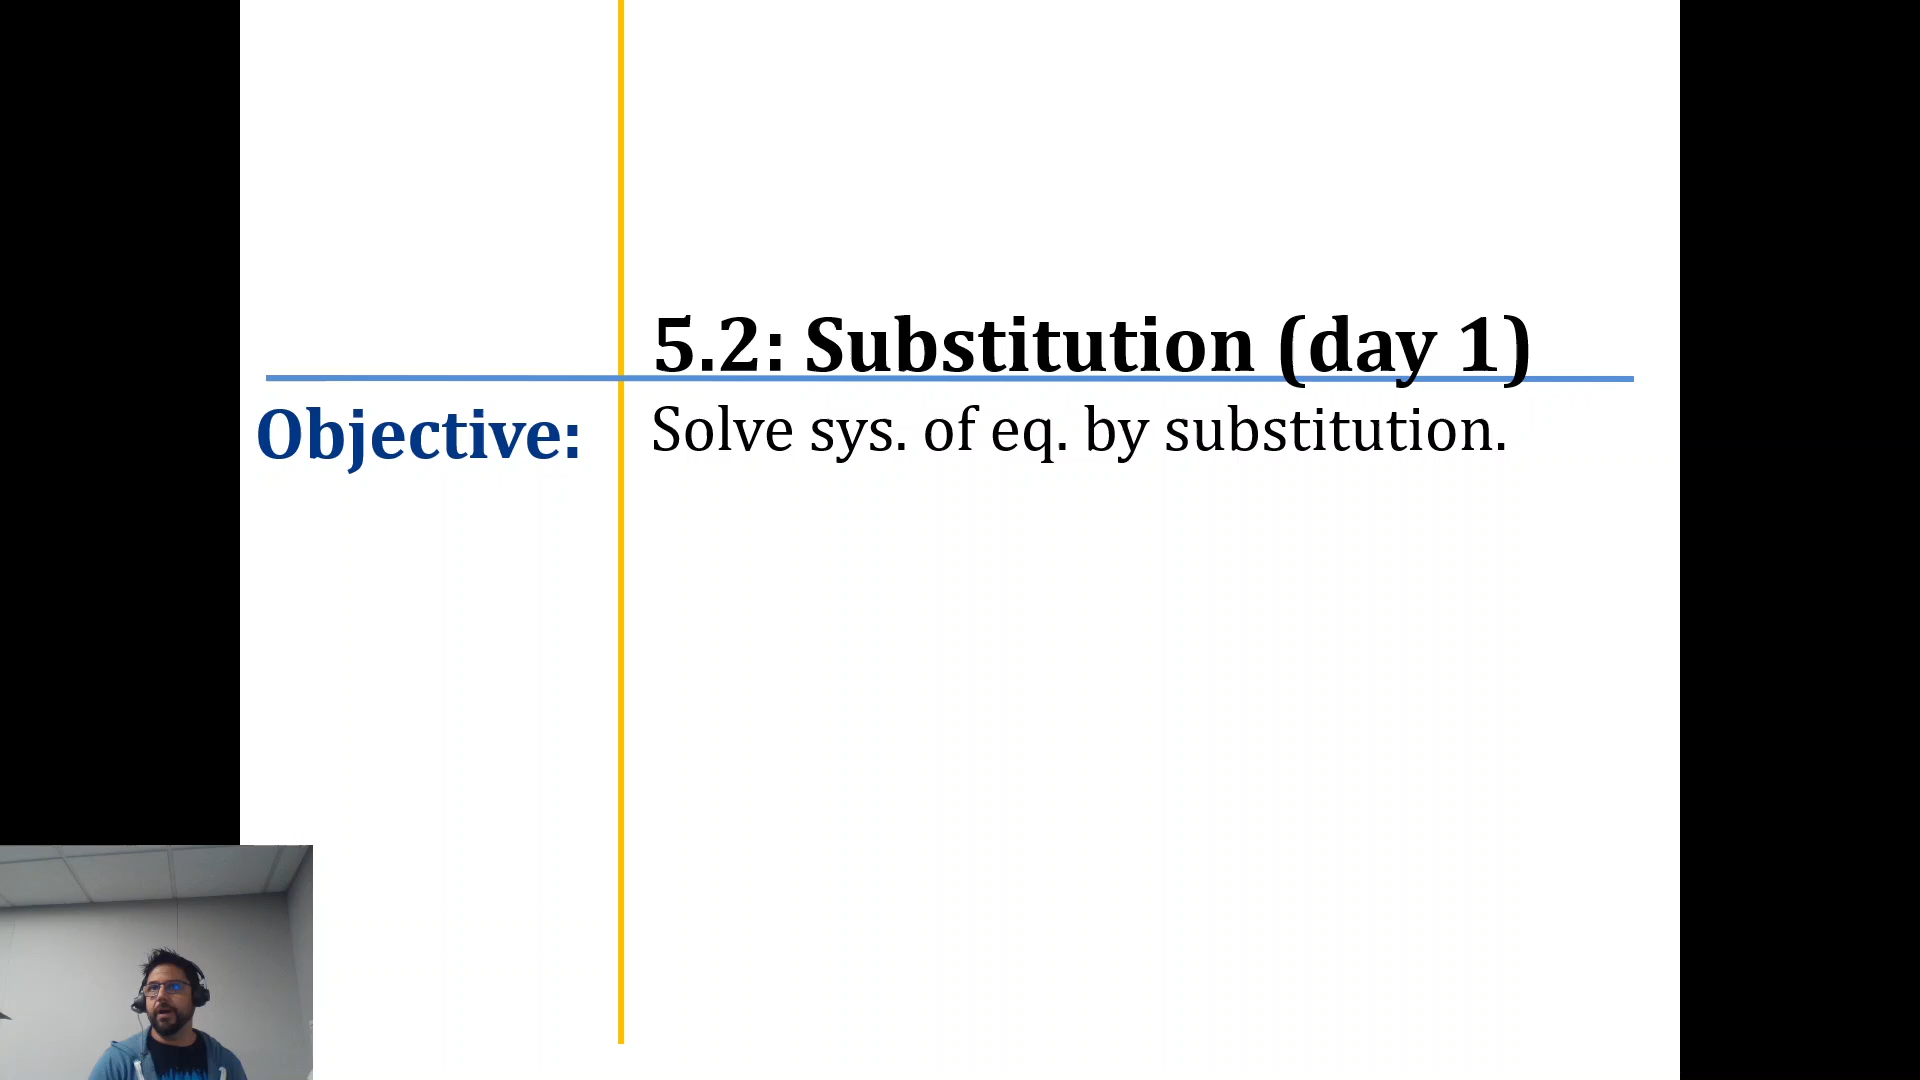 5.2: Substitution (day 1)
Objective:
Solve sys. of eq. by substitution.